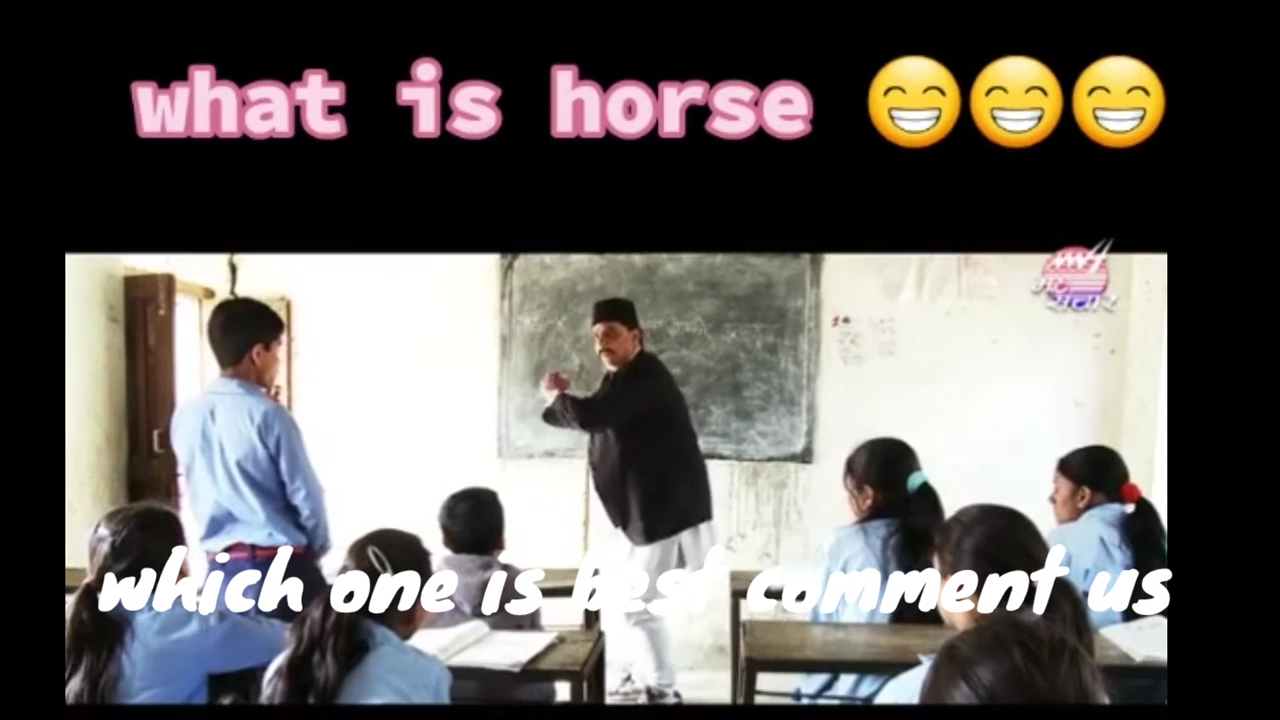 what is horse 😁😁😁
which one is best comment us